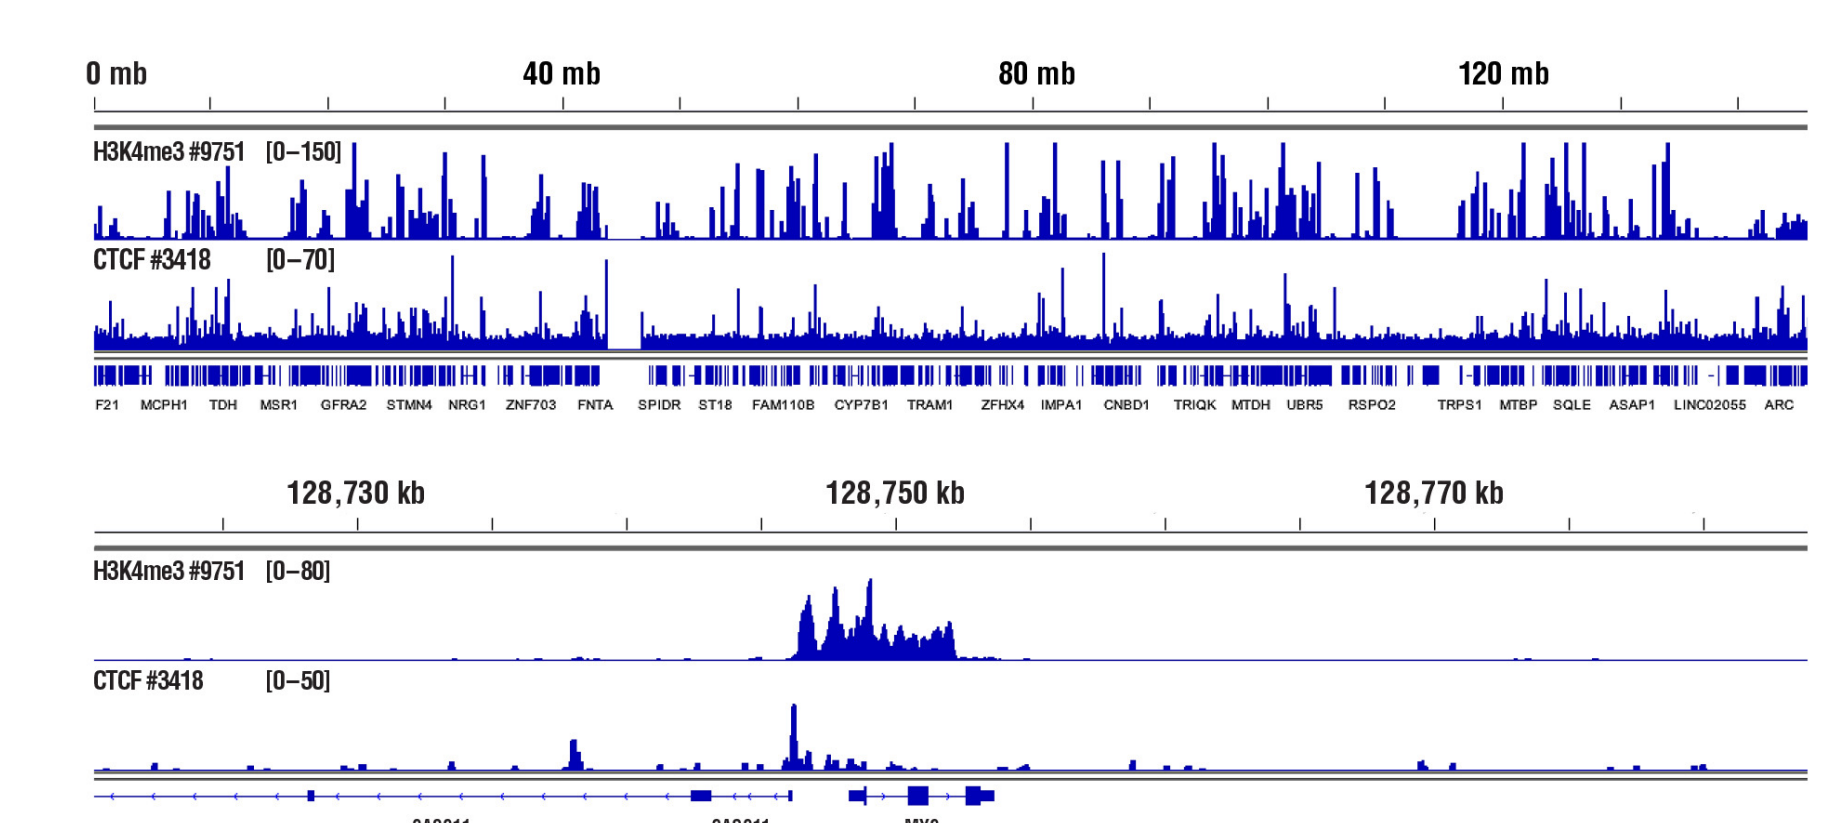 0 mb 40 mb 80 mb 120 mb
H3K4me3 #9751 [0–150]
CTCF #3418 [0–70]
F21 MCPH1 TDH MSR1 GFRA2 STMN4 NRG1 ZNF703 FNTA SPIDR ST18 FAM110B CYP7B1 TRAM1 ZFHX4 IMPA1 CNBD1 TRIQK MTDH UBR5 RSPO2 TRPS1 MTBP SQLE ASAP1 LINC02055 ARC
128,730 kb 128,750 kb 128,770 kb
H3K4me3 #9751 [0–80]
CTCF #3418 [0–50]